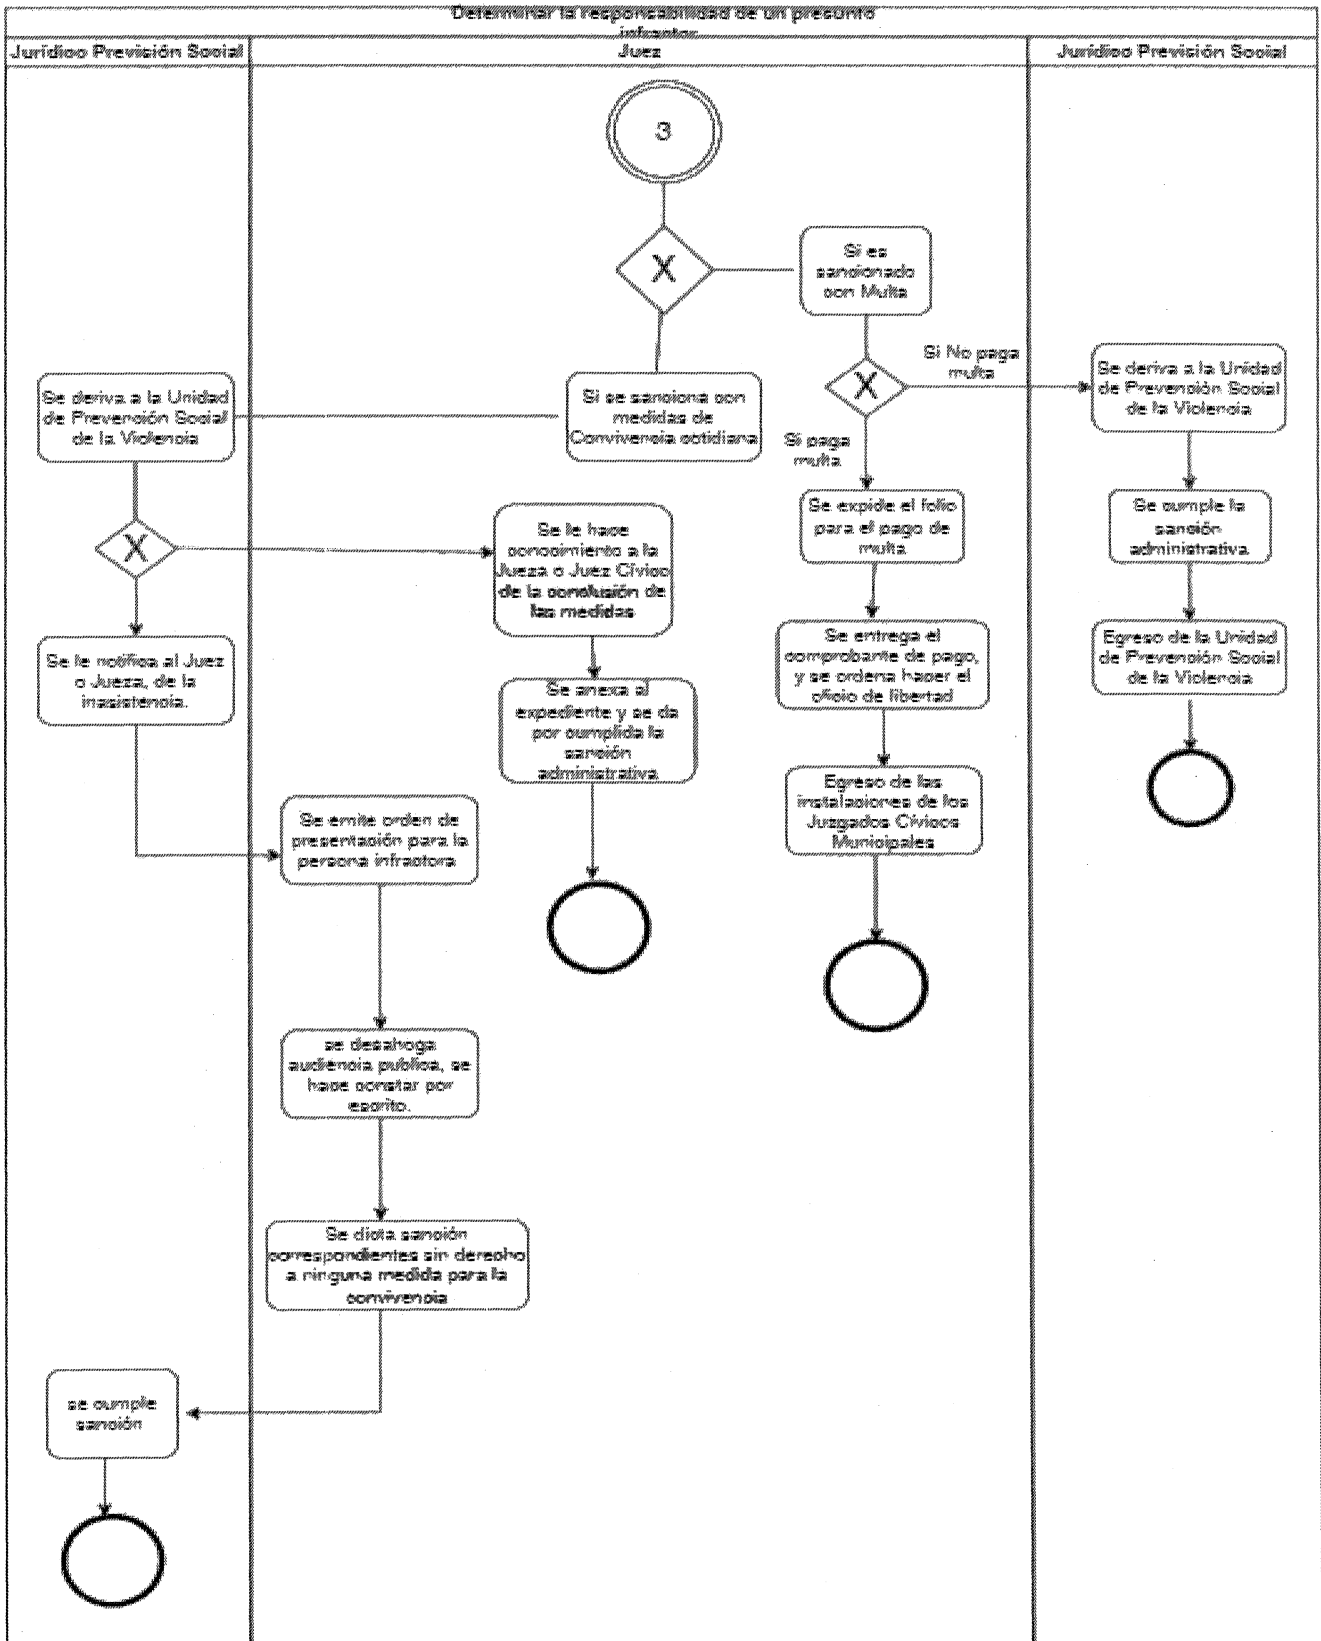 Determinar la responsabilidad de un presunto
infractor
Jurídico Previsión Social
Juez
Jurídico Previsión Social
3
X
Si es
sancionado
con Multa
Si se sanciona con
medidas de
Convivencia cotidiana
Se deriva a la Unidad
de Prevención Social
de la Violencia
X
Si No paga
multa
Se deriva a la Unidad
de Prevención Social
de la Violencia
Si paga
multa
X
Se le hace
conocimiento a la
Jueza o Juez Cívico
de la conclusión de
las medidas
Se expide el folio
para el pago de
multa
Se cumple la
sanción
administrativa
Se le notifica al Juez
o Jueza, de la
inasistencia.
Se anexa al
expediente y se da
por cumplida la
sanción
administrativa
Se entrega el
comprobante de pago,
y se ordena hacer el
oficio de libertad
Egreso de la Unidad
de Prevención Social
de la Violencia
Se emite orden de
presentación para la
persona infractora
Egreso de las
instalaciones de los
Juzgados Cívicos
Municipales
se desahoga
audiencia publica, se
hace constar por
escrito.
Se dicta sanción
correspondientes sin derecho
a ninguna medida para la
convivencia
se cumple
sanción